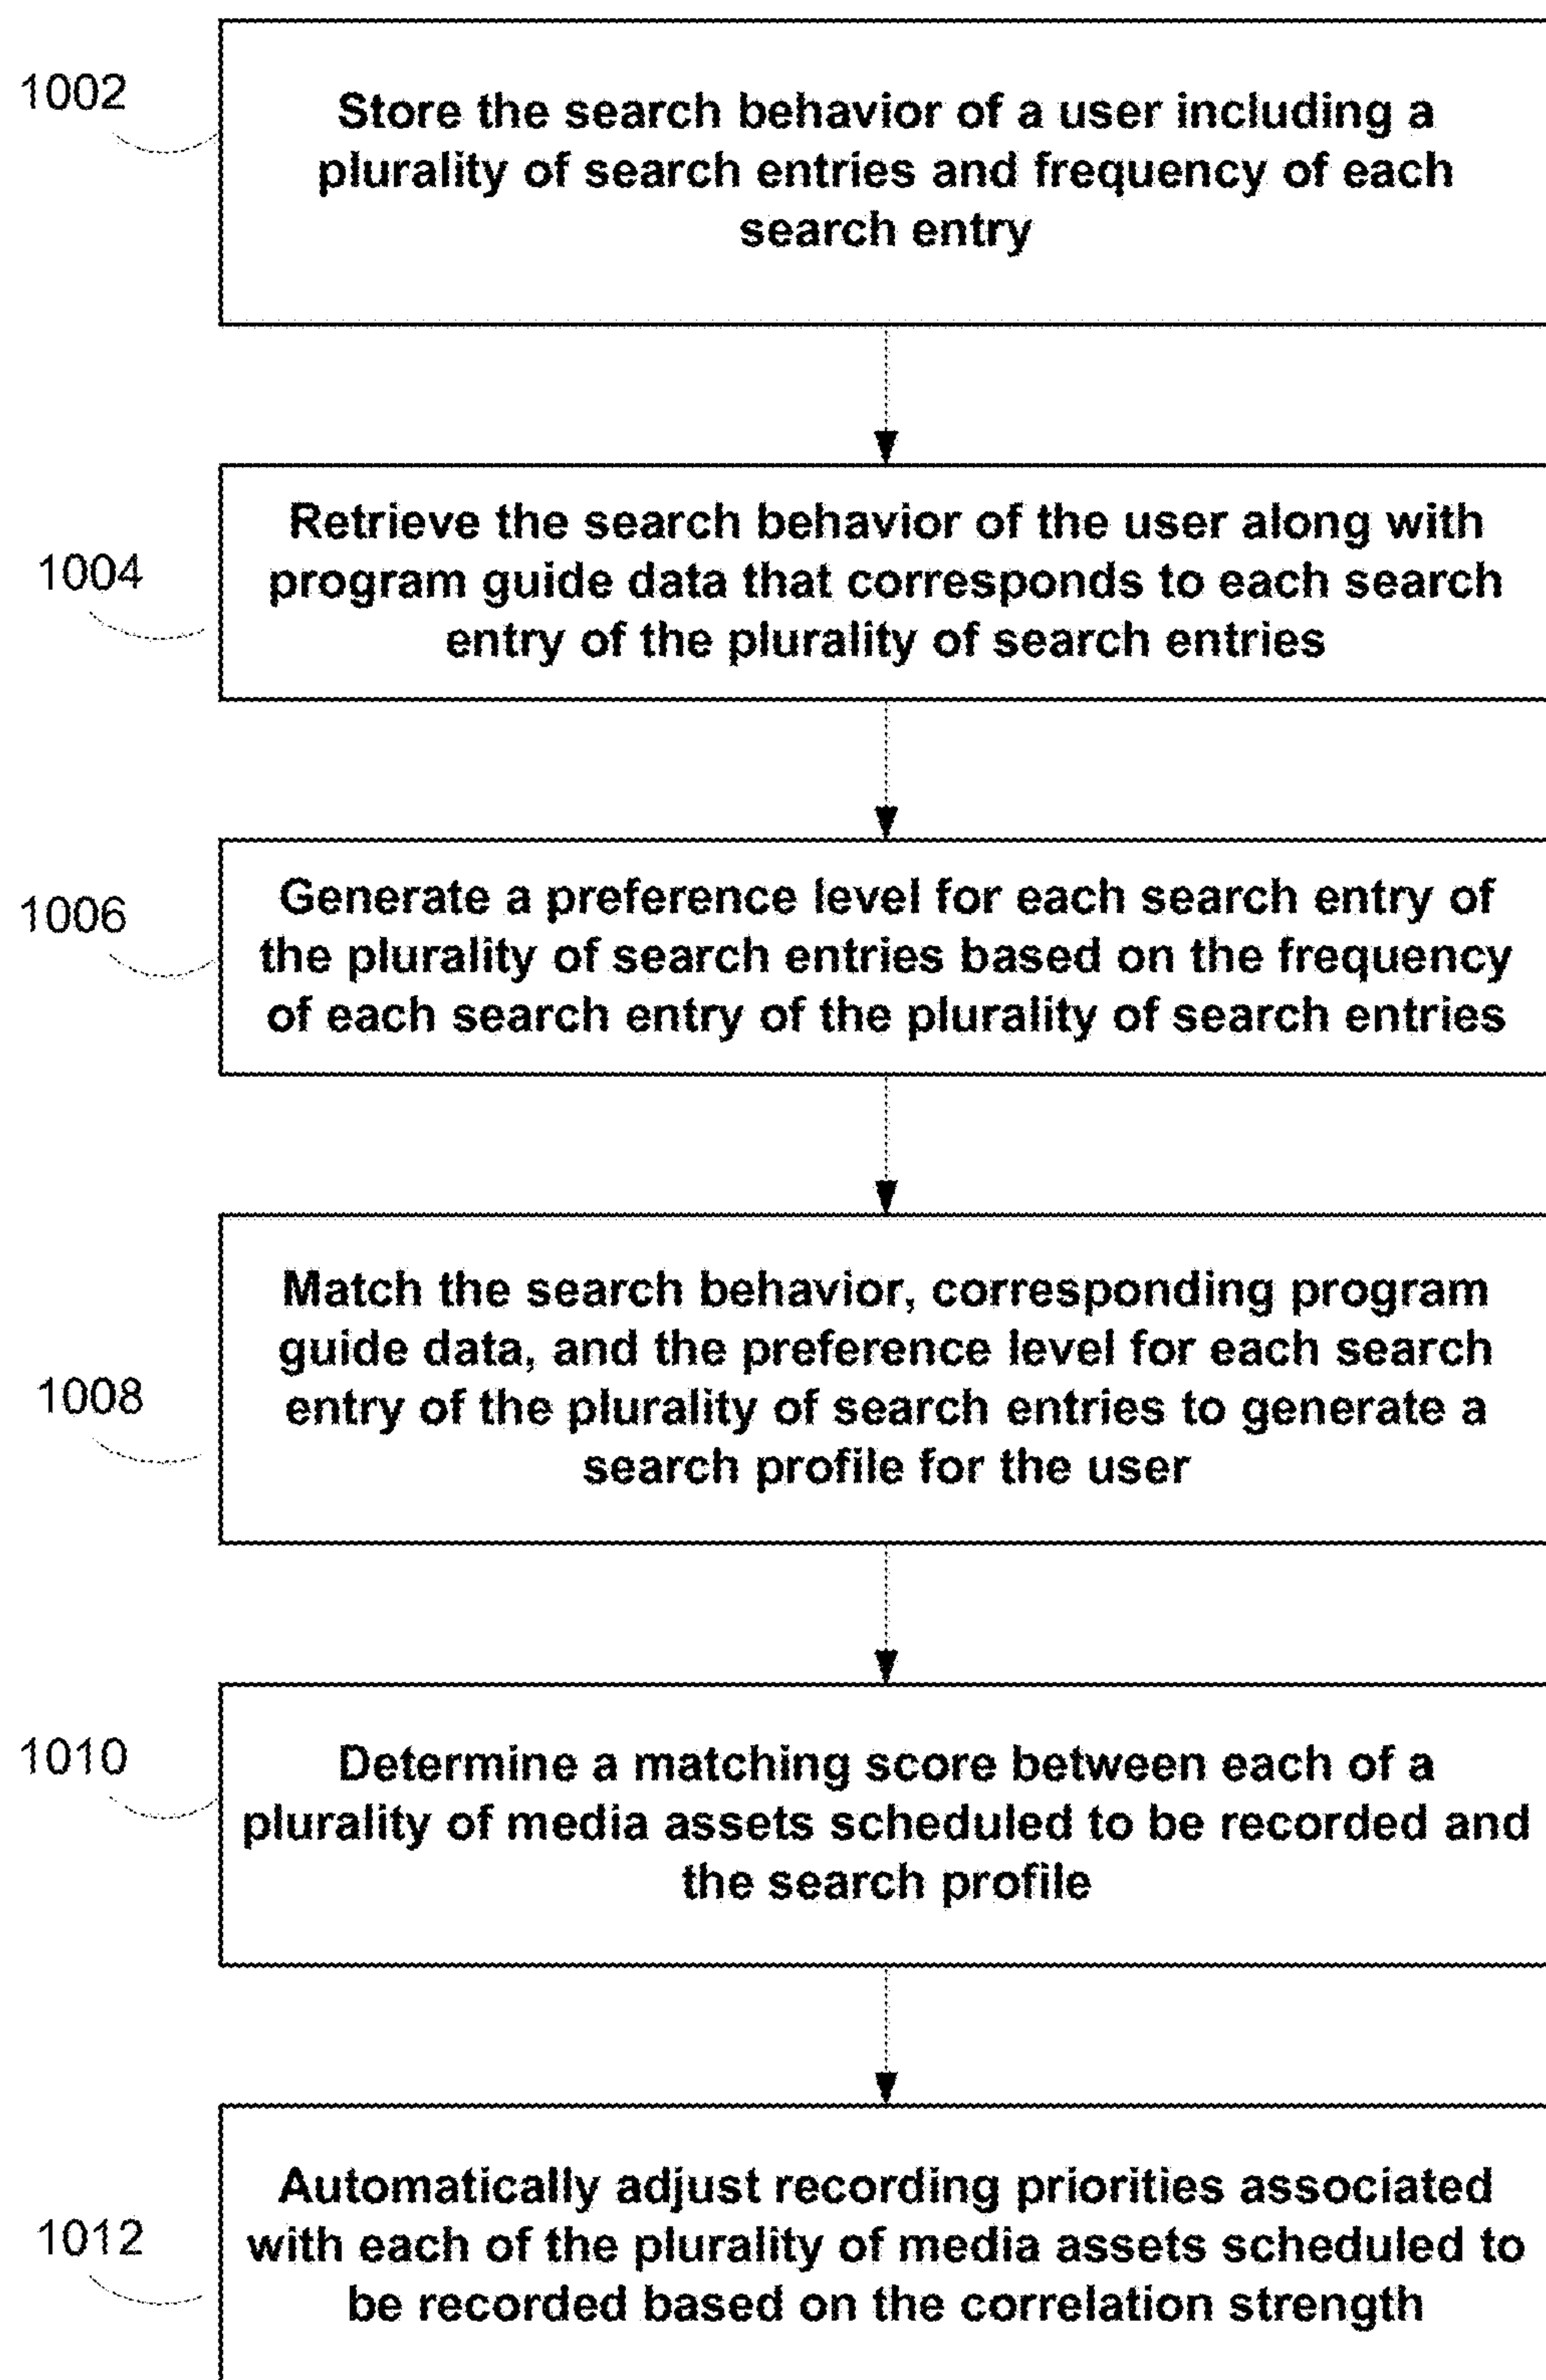 1002
Store the search behavior of a user including a
plurality of search entries and frequency of each
search entry
1004
Retrieve the search behavior of the user along with
program guide data that corresponds to each search
entry of the plurality of search entries
1006
Generate a preference level for each search entry of
the plurality of search entries based on the frequency
of each search entry of the plurality of search entries
1008
Match the search behavior, corresponding program
guide data, and the preference level for each search
entry of the plurality of search entries to generate a
search profile for the user
1010
Determine a matching score between each of a
plurality of media assets scheduled to be recorded and
the search profile
1012
Automatically adjust recording priorities associated
with each of the plurality of media assets scheduled to
be recorded based on the correlation strength